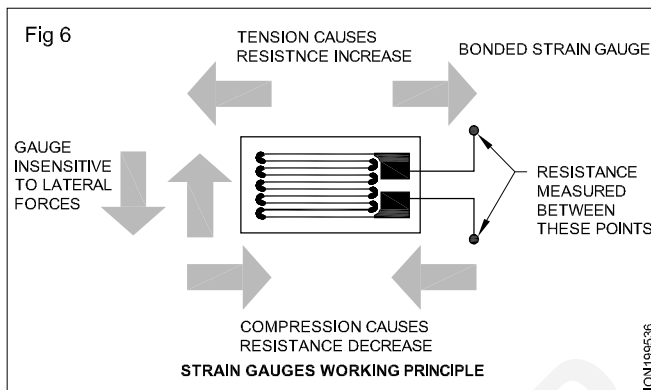 Fig 6
TENSION CAUSES
RESISTNCE INCREASE
BONDED STRAIN GAUGE
GAUGE
INSENSITIVE
TO LATERAL
FORCES
RESISTANCE
MEASURED
BETWEEN
THESE POINTS
COMPRESSION CAUSES
RESISTANCE DECREASE
STRAIN GAUGES WORKING PRINCIPLE
ION199536